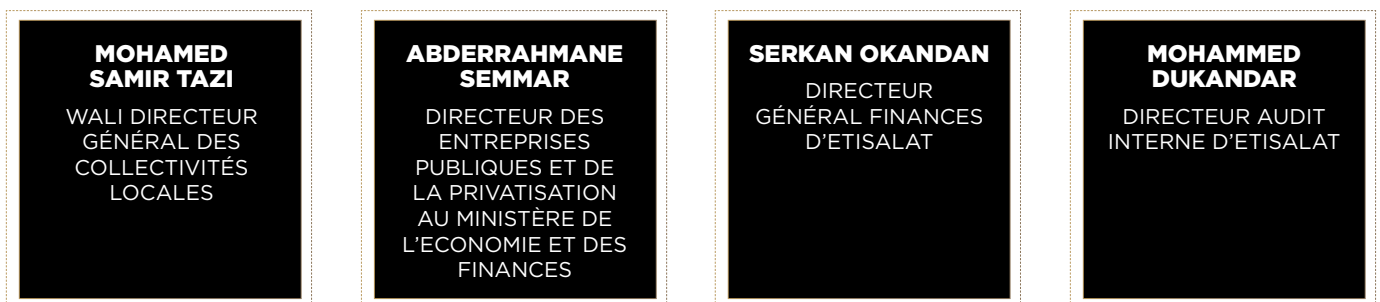 MOHAMED
SAMIR TAZI
WALI DIRECTEUR
GÉNÉRAL DES
COLLECTIVITÉS
LOCALES
ABDERRAHMANE
SEMMAR
DIRECTEUR DES
ENTREPRISES
PUBLIQUES ET DE
LA PRIVATISATION
AU MINISTÈRE DE
L'ECONOMIE ET DES
FINANCES
SERKAN OKANDAN
DIRECTEUR
GÉNÉRAL FINANCES
D'ETISALAT
MOHAMMED
DUKANDAR
DIRECTEUR AUDIT
INTERNE D'ETISALAT